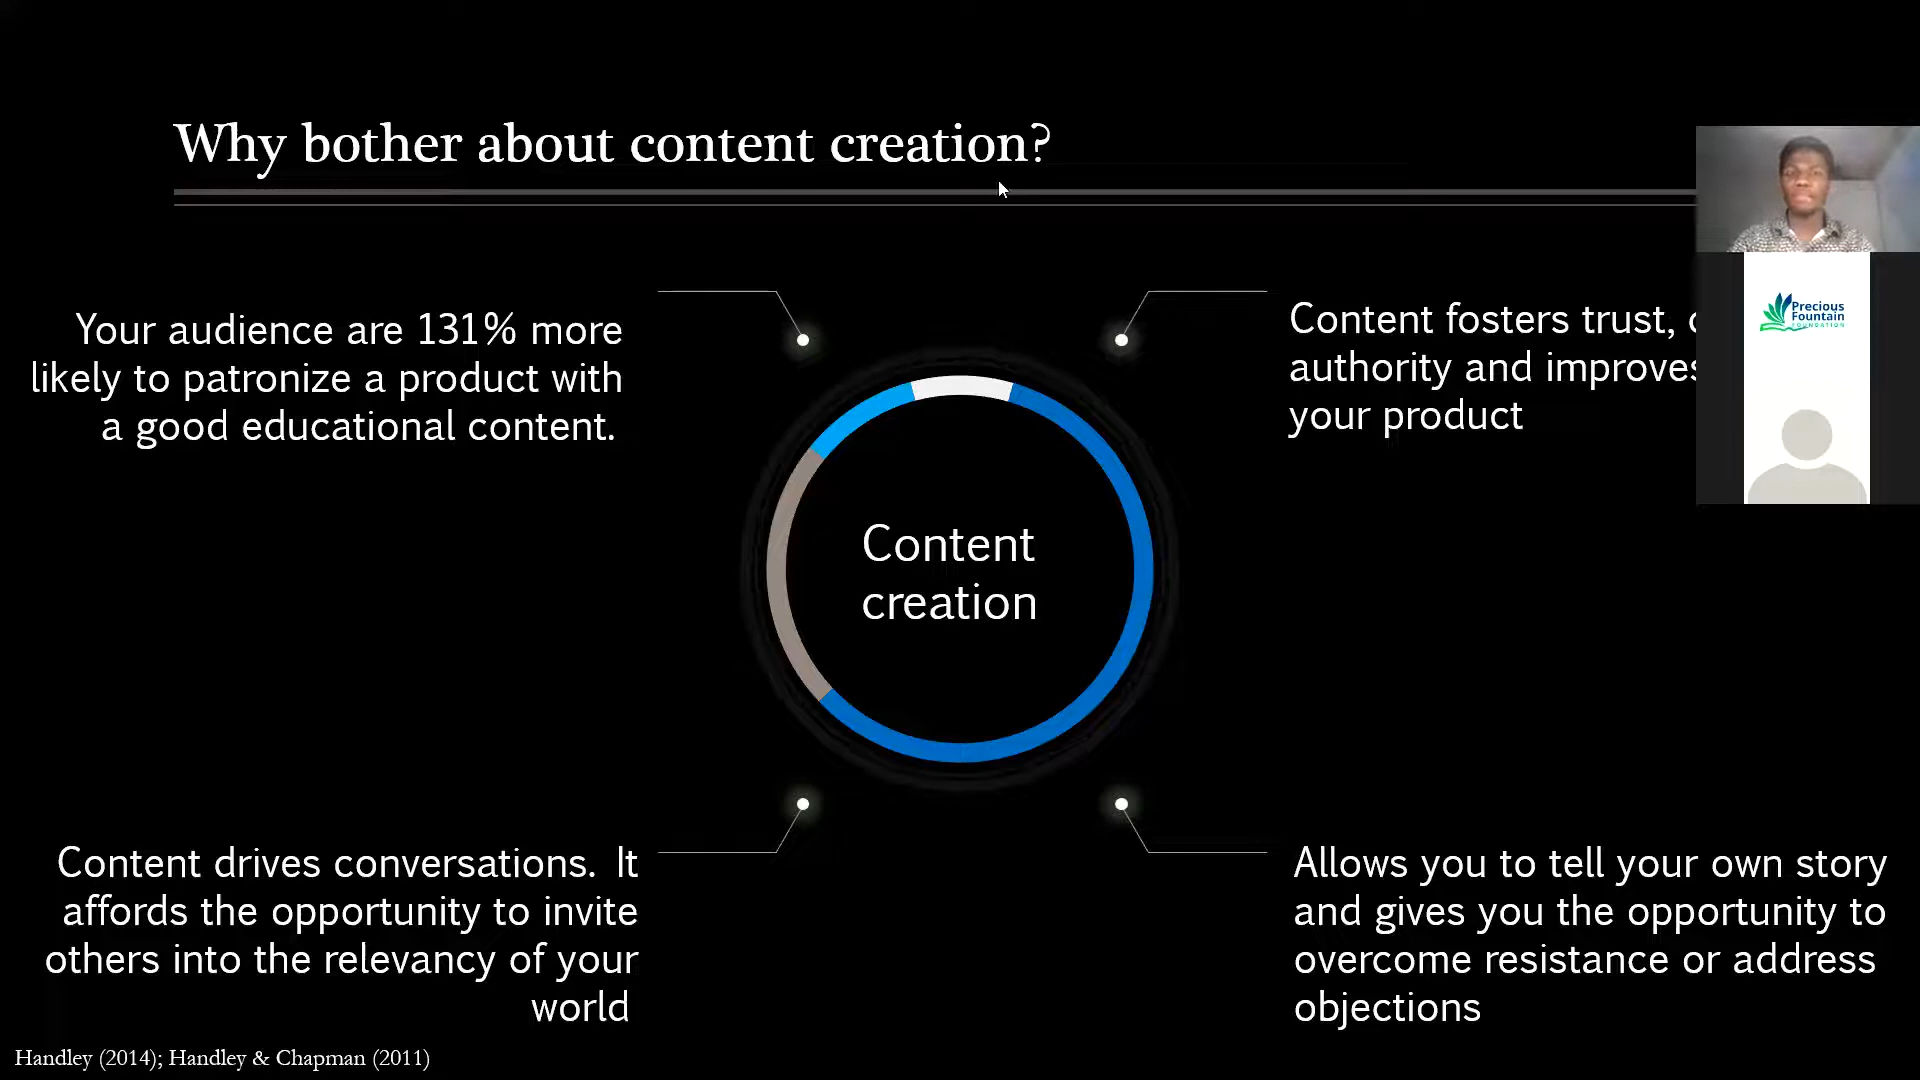 Why bother about content creation?
Your audience are 131% more
likely to patronize a product with
a good educational content.
Content fosters trust,
authority and improves
your product
Precious
Fountain
FOUNDATION
Content
creation
Content drives conversations. It
affords the opportunity to invite
others into the relevancy of your
world
Allows you to tell your own story
and gives you the opportunity to
overcome resistance or address
objections
Handley (2014); Handley & Chapman (2011)